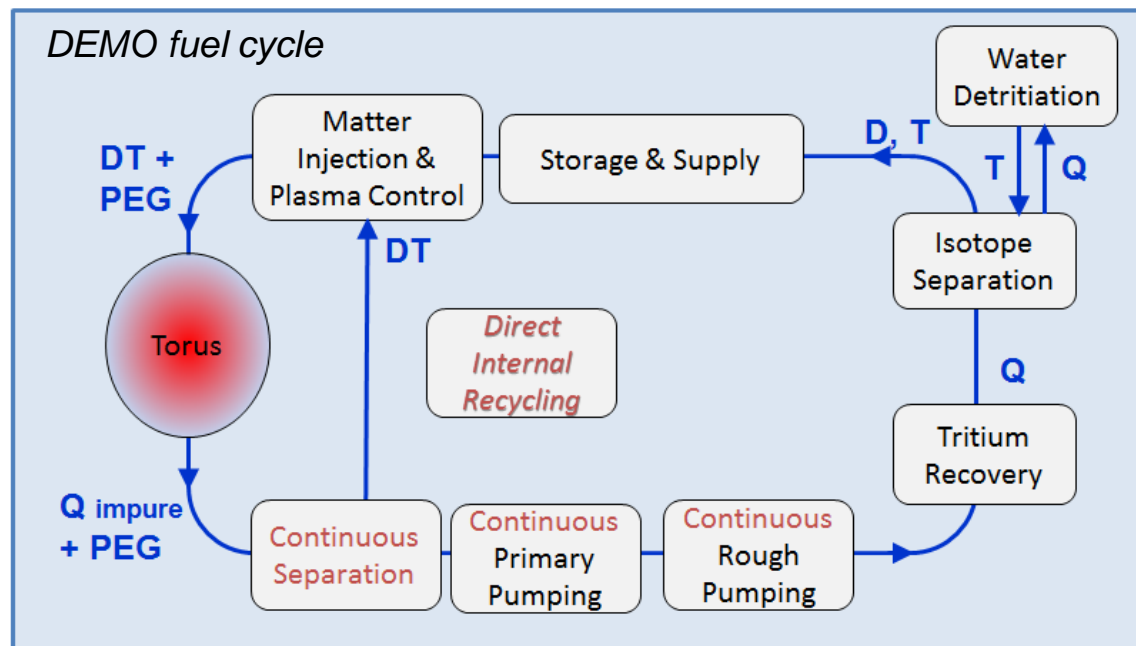 DEMO fuel cycle
Water
Detritiation
Matter
Injection &
Plasma Control
Storage & Supply
D, T
T
Q
DT +
PEG
Isotope
Separation
DT
Torus
Direct
Internal
Recycling
Q
Tritium
Recovery
Q impure
+ PEG
Continuous
Separation
Continuous
Primary
Pumping
Continuous
Rough
Pumping